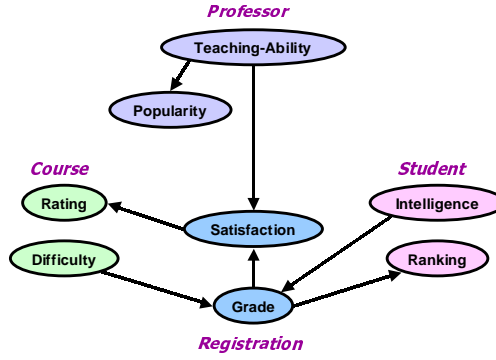 Professor
Teaching-Ability
Popularity
Course
Student
Rating
Intelligence
Satisfaction
Difficulty
Ranking
Grade
Registration